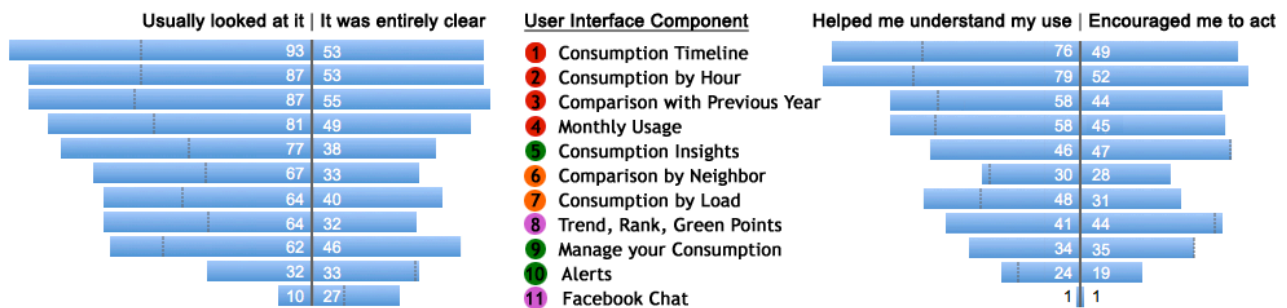 Usually looked at it | It was entirely clear User Interface Component Helped me understand my use | Encouraged me to act
93 53 1 Consumption Timeline 76 49
87 53 2 Consumption by Hour 79 52
87 55 3 Comparison with Previous Year 58 44
81 49 4 Monthly Usage 58 45
77 38 5 Consumption Insights 46 47
67 33 6 Comparison by Neighbor 30 28
64 40 7 Consumption by Load 48 31
64 32 8 Trend, Rank, Green Points 41 44
62 46 9 Manage your Consumption 34 35
32 33 10 Alerts 24 19
10 27 11 Facebook Chat 1 1